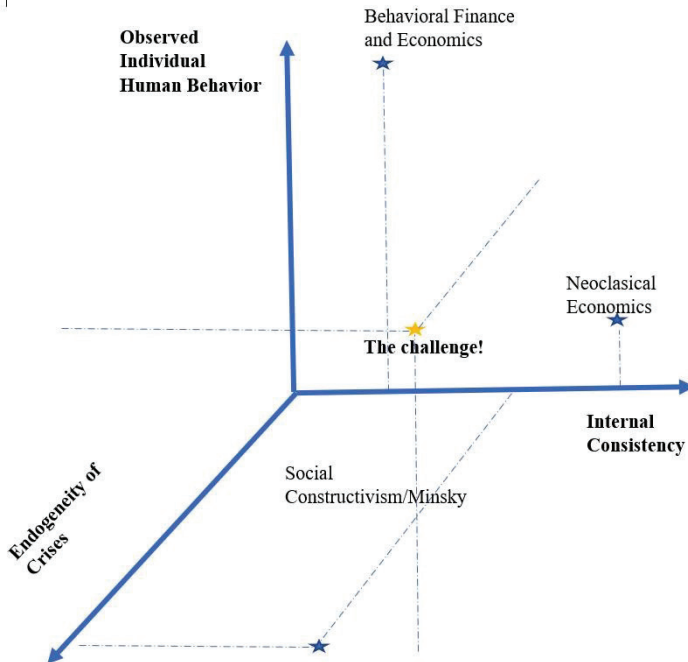 Behavioral Finance
and Economics
Observed
Individual
Human Behavior
Neoclasical
Economics
The challenge!
Internal
Consistency
Social
Constructivism/Minsky
Endogeneity of
Crises